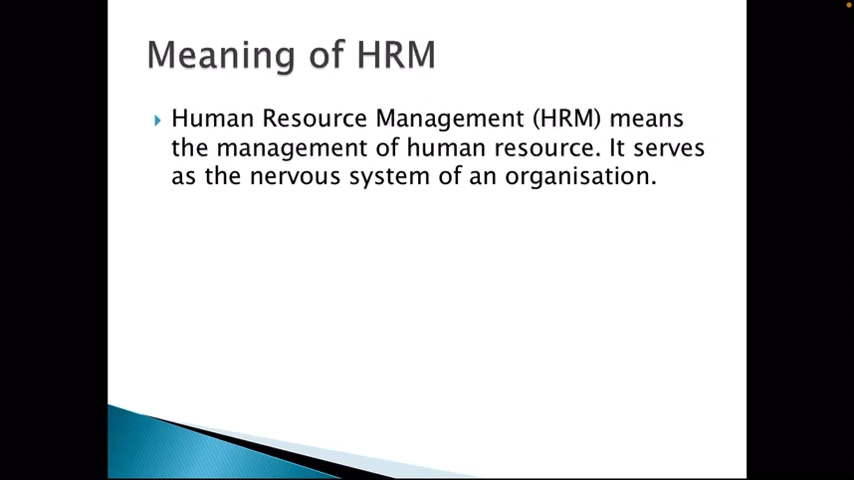 Meaning of HRM
Human Resource Management (HRM) means
the management of human resource. It serves
as the nervous system of an organisation.